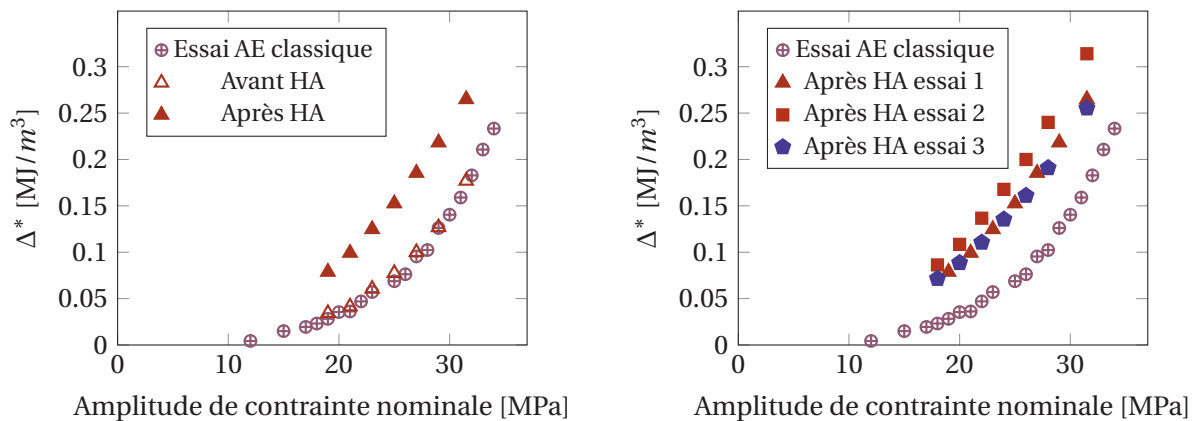 0.3
0.25
0.2
0.15
0.1
0.05
0
Δ* [MJ/m³]
Essai AE classique
Avant HA
Après HA
0 10 20 30
Amplitude de contrainte nominale [MPa]
0.3
0.25
0.2
0.15
0.1
0.05
0
Δ* [MJ/m³]
Essai AE classique
Après HA essai 1
Après HA essai 2
Après HA essai 3
0 10 20 30
Amplitude de contrainte nominale [MPa]